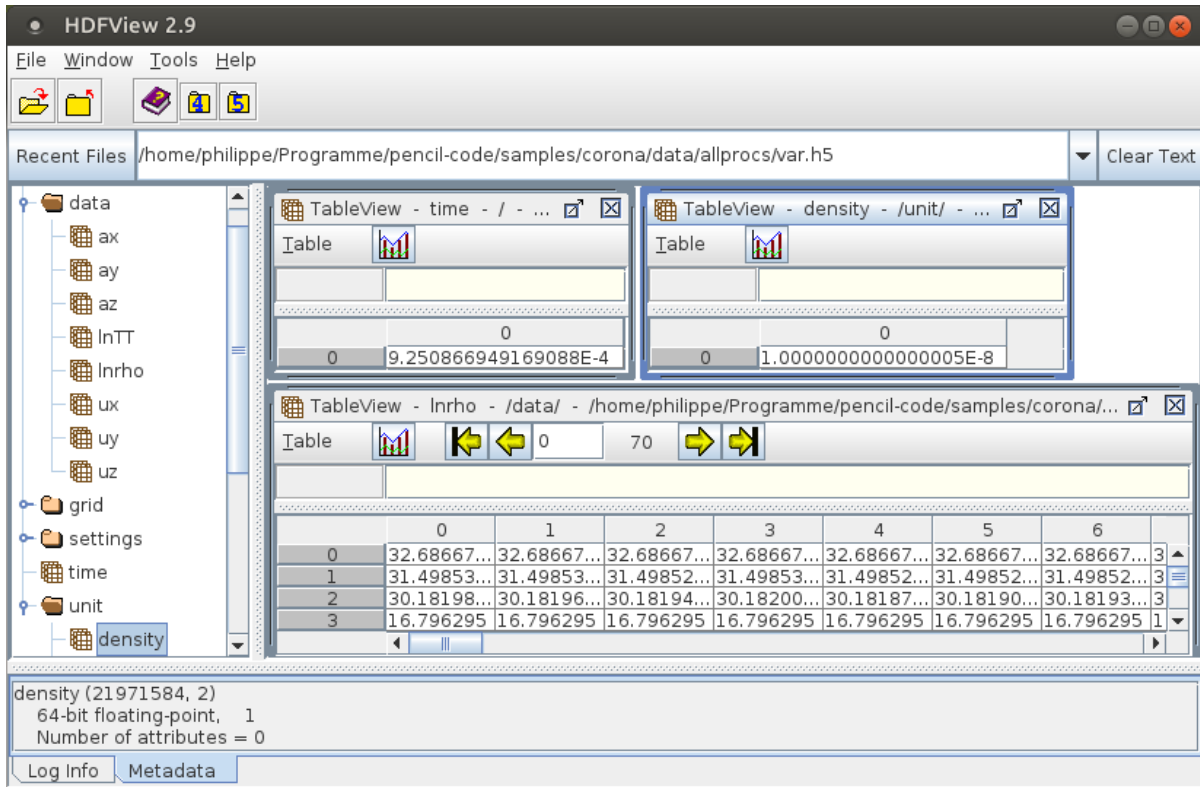 HDFView 2.9
File Window Tools Help
4 5
Recent Files /home/philippe/Programme/pencil-code/samples/corona/data/allprocs/var.h5 Clear Text
data
ax
ay
az
lnTT
lnrho
ux
uy
uz
grid
settings
time
unit
density
TableView - time - / - ...
Table
0
0 9.250866949169088E-4
TableView - density - /unit/ - ...
Table
0
0 1.0000000000000005E-8
TableView - lnrho - /data/ - /home/philippe/Programme/pencil-code/samples/corona/...
Table 0 70
0 1 2 3 4 5 6
0 32.68667... 32.68667... 32.68667... 32.68667... 32.68667... 32.68667... 32.68667... 3
1 31.49853... 31.49853... 31.49852... 31.49853... 31.49852... 31.49852... 31.49852... 3
2 30.18198... 30.18196... 30.18194... 30.18200... 30.18187... 30.18190... 30.18193... 3
3 16.796295 16.796295 16.796295 16.796295 16.796295 16.796295 16.796295 1
density (21971584, 2)
64-bit floating-point, 1
Number of attributes = 0
Log Info Metadata